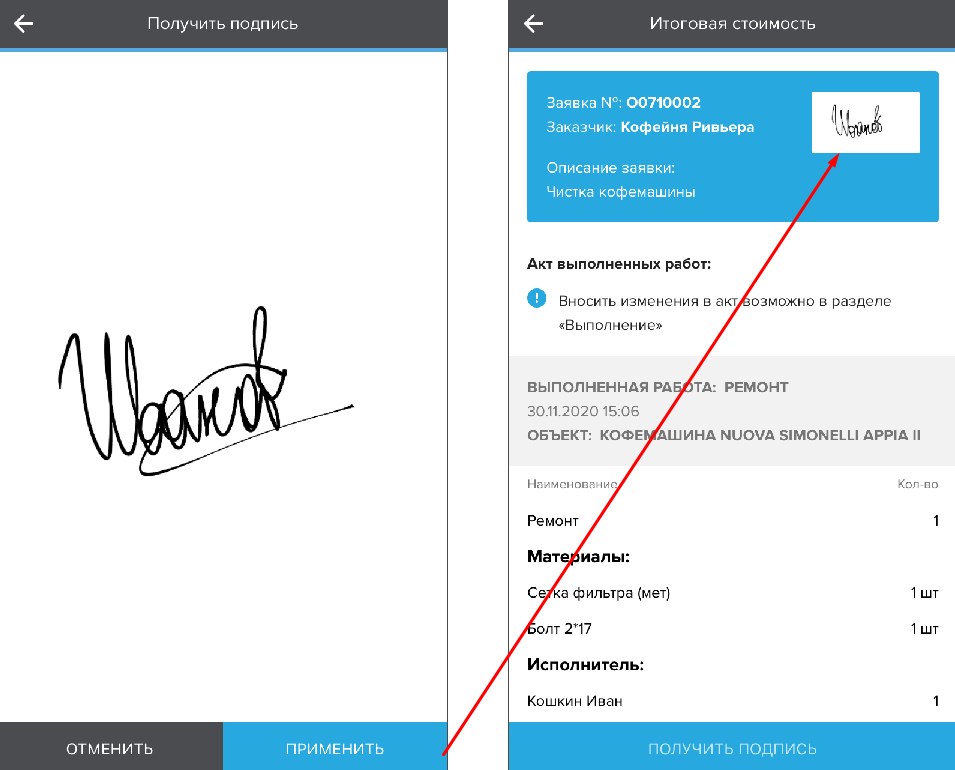 Получить подпись
Иванов
ОТМЕНИТЬ
ПРИМЕНИТЬ
Итоговая стоимость
Заявка №: О0710002
Заказчик: Кофейня Ривьера
Описание заявки:
Чистка кофемашины
Иванов
Акт выполненных работ:
Вносить изменения в акт возможно в разделе
«Выполнение»
ВЫПОЛНЕННАЯ РАБОТА: РЕМОНТ
30.11.2020 15:06
ОБЪЕКТ: КОФЕМАШИНА NUOVA SIMONELLI APPIA II
Наименование Кол-во
Ремонт 1
Материалы:
Сетка фильтра (мет) 1 шт
Болт 2*17 1 шт
Исполнитель:
Кошкин Иван 1
ПОЛУЧИТЬ ПОДПИСЬ